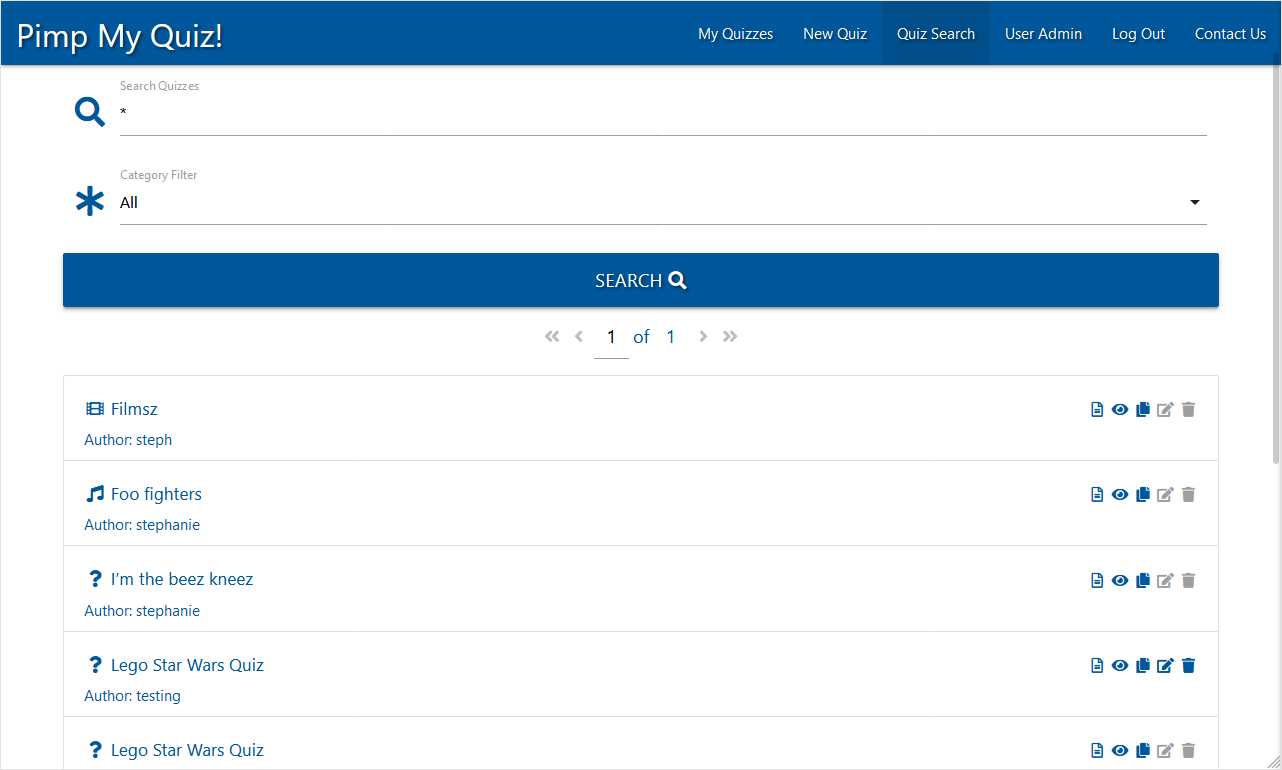 Pimp My Quiz!
My Quizzes New Quiz Quiz Search User Admin Log Out Contact Us
Search Quizzes
*
Category Filter
All
SEARCH
1 of 1
Filmsz
Author: steph
Foo fighters
Author: stephanie
I’m the beez kneez
Author: stephanie
Lego Star Wars Quiz
Author: testing
Lego Star Wars Quiz